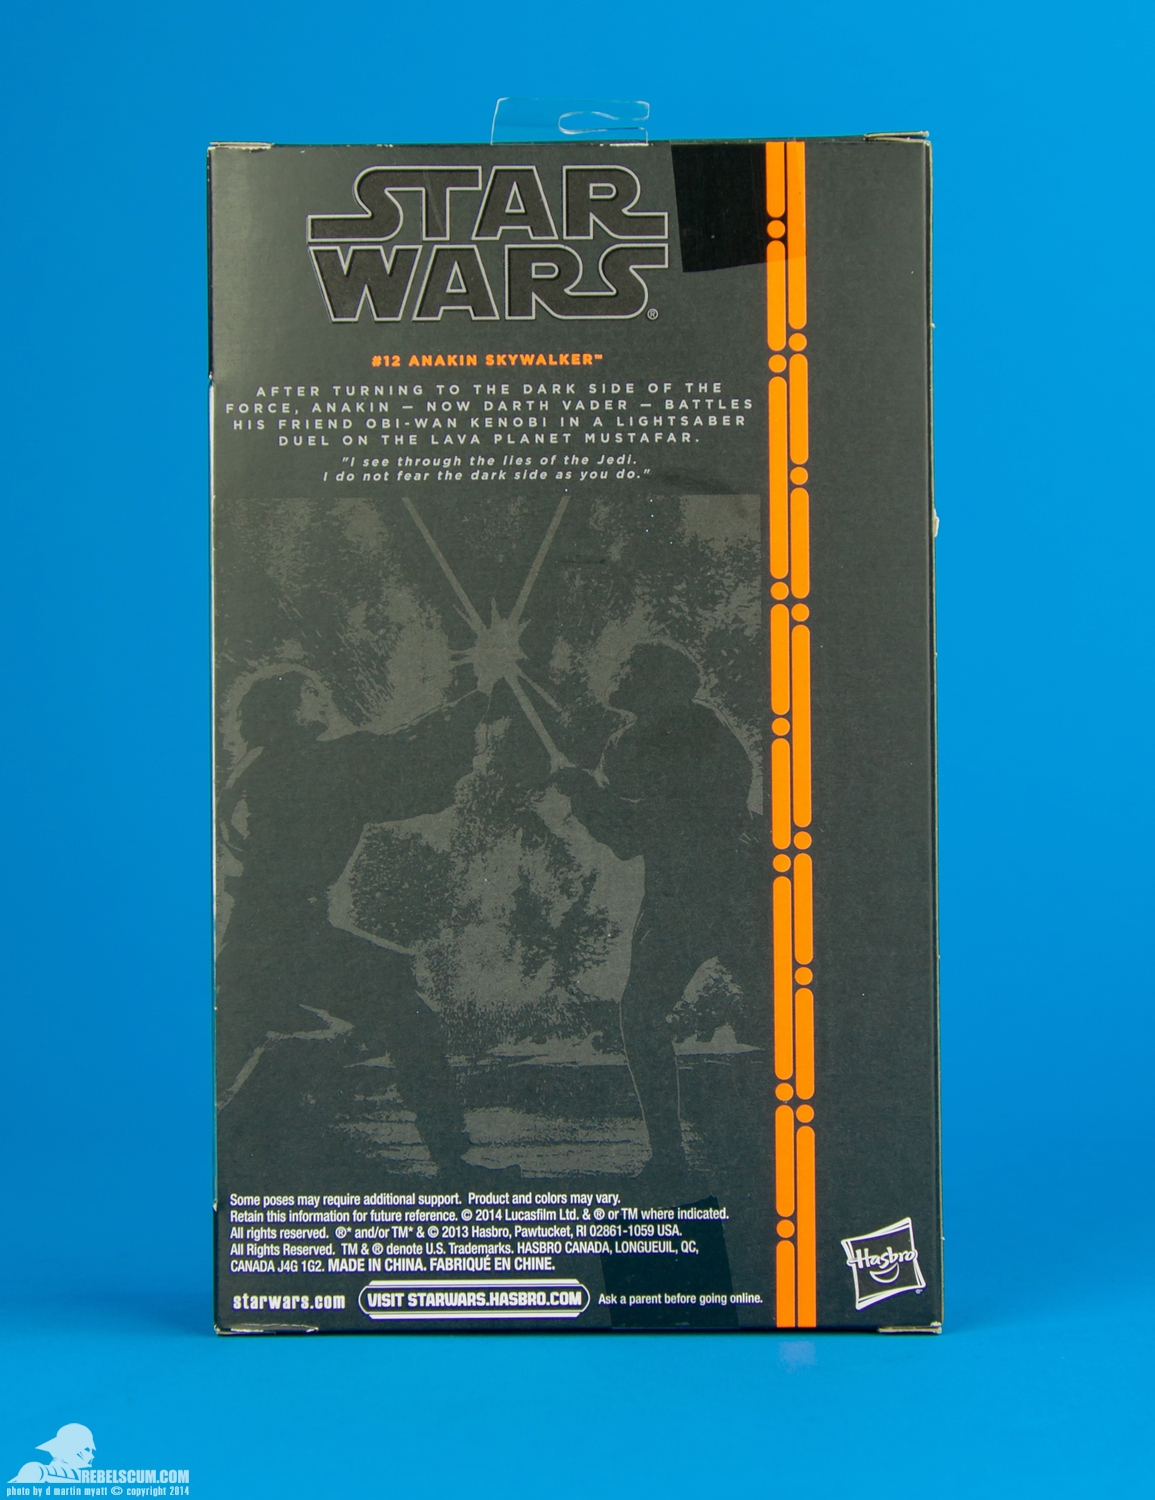 STAR
WARS®
#12 ANAKIN SKYWALKER™
AFTER TURNING TO THE DARK SIDE OF THE
FORCE, ANAKIN — NOW DARTH VADER — BATTLES
HIS FRIEND OBI-WAN KENOBI IN A LIGHTSABER
DUEL ON THE LAVA PLANET MUSTAFAR.
"I see through the lies of the Jedi.
I do not fear the dark side as you do."
Some poses may require additional support. Product and colors may vary.
Retain this information for future reference. © 2014 Lucasfilm Ltd. & ® or TM where indicated.
All rights reserved. ®* and/or TM* & © 2013 Hasbro, Pawtucket, RI 02861-1059 USA.
All Rights Reserved. TM & ® denote U.S. Trademarks. HASBRO CANADA, LONGUEUIL, QC,
CANADA J4G 1G2. MADE IN CHINA. FABRIQUÉ EN CHINE.
starwars.com VISIT STARWARS.HASBRO.COM Ask a parent before going online.
Hasbro®
REBELSCUM.COM
photo by d martin myatt © copyright 2014